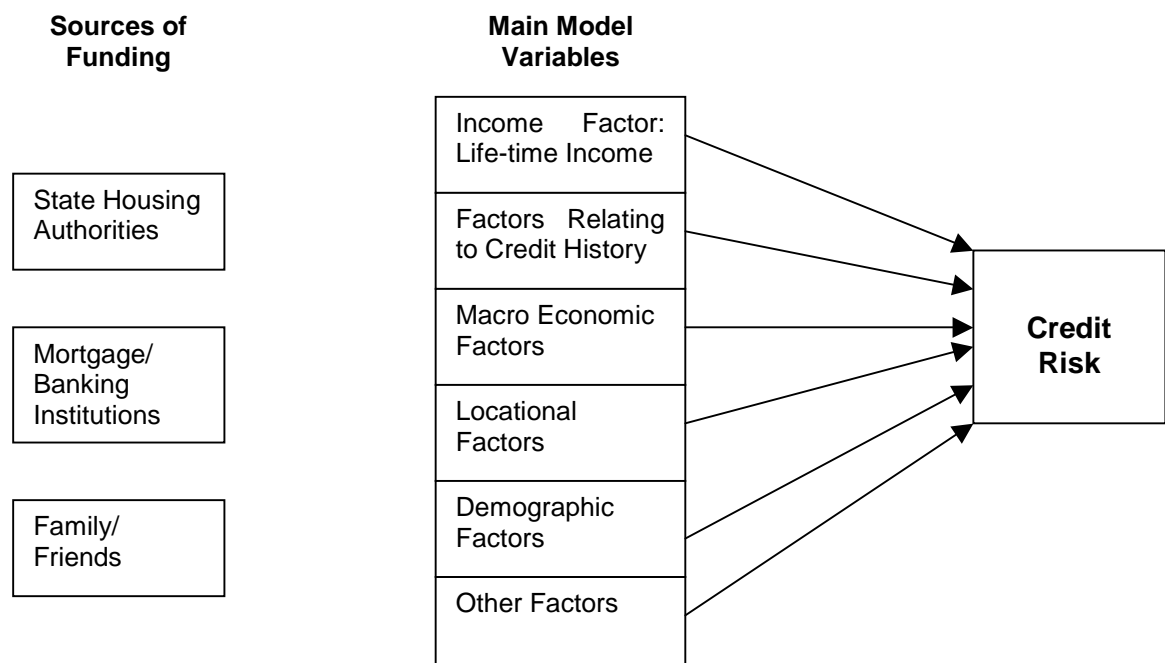 Sources of
Funding
Main Model
Variables
State Housing
Authorities
Mortgage/
Banking
Institutions
Family/
Friends
Income Factor:
Life-time Income
Factors Relating
to Credit History
Macro Economic
Factors
Locational
Factors
Demographic
Factors
Other Factors
Credit
Risk